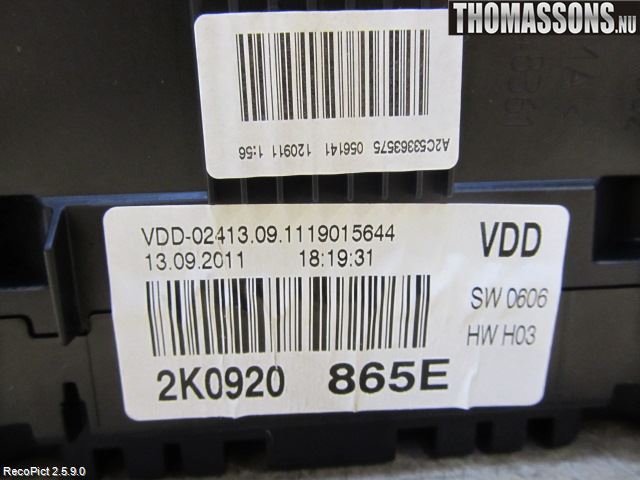 THOMASSONS.NU
A2C53363575 056141 120911 1:56
VDD-02413.09.1119015644
13.09.2011 18:19:31
VDD
SW 0606
HW H03
2K0920 865E
RecoPict 2.5.9.0